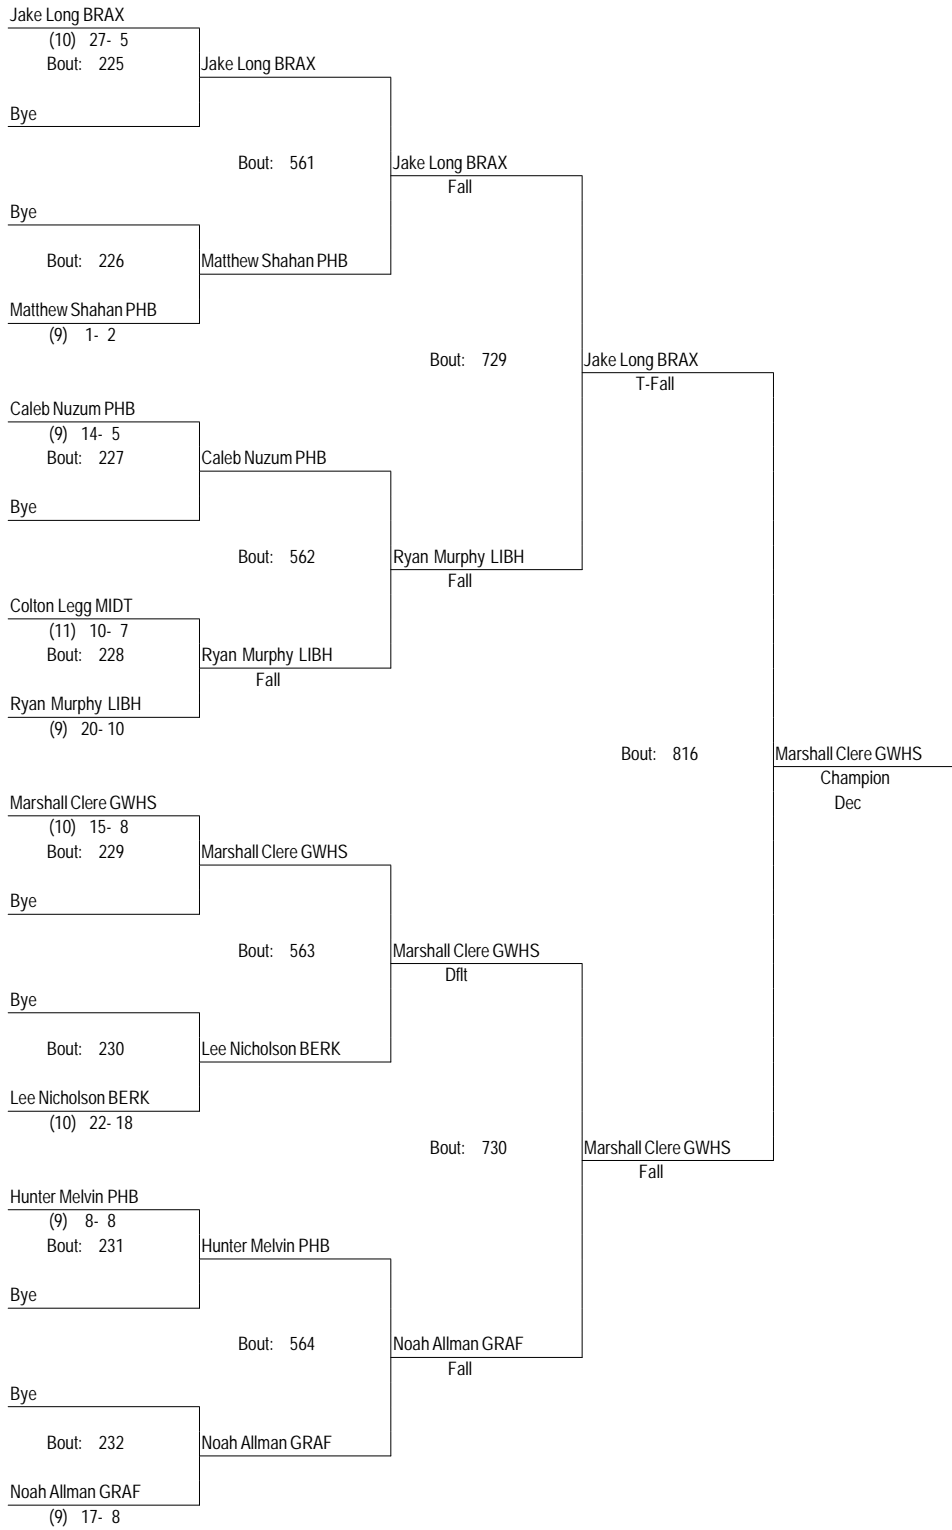 Jake Long BRAX
(10) 27- 5
Bout: 225
Jake Long BRAX
Bye
Bout: 561
Jake Long BRAX
Fall
Bye
Bout: 226
Matthew Shahan PHB
Matthew Shahan PHB
(9) 1- 2
Bout: 729
Jake Long BRAX
T-Fall
Caleb Nuzum PHB
(9) 14- 5
Bout: 227
Caleb Nuzum PHB
Bye
Bout: 562
Ryan Murphy LIBH
Fall
Colton Legg MIDT
(11) 10- 7
Bout: 228
Ryan Murphy LIBH
Fall
Ryan Murphy LIBH
(9) 20- 10
Bout: 816
Marshall Clere GWHS
Champion
Dec
Marshall Clere GWHS
(10) 15- 8
Bout: 229
Marshall Clere GWHS
Bye
Bout: 563
Marshall Clere GWHS
Dflt
Bye
Bout: 230
Lee Nicholson BERK
Lee Nicholson BERK
(10) 22- 18
Bout: 730
Marshall Clere GWHS
Fall
Hunter Melvin PHB
(9) 8- 8
Bout: 231
Hunter Melvin PHB
Bye
Bout: 564
Noah Allman GRAF
Fall
Bye
Bout: 232
Noah Allman GRAF
Noah Allman GRAF
(9) 17- 8